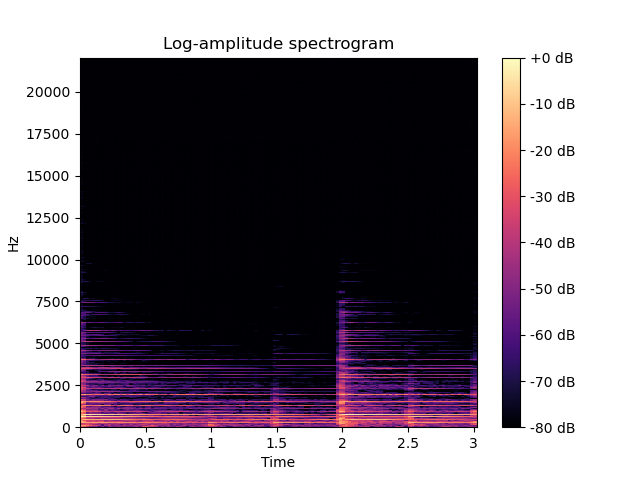 Log-amplitude spectrogram
20000
17500
15000
12500
10000
7500
5000
2500
0
Hz
0 0.5 1 1.5 2 2.5 3
Time
+0 dB
-10 dB
-20 dB
-30 dB
-40 dB
-50 dB
-60 dB
-70 dB
-80 dB